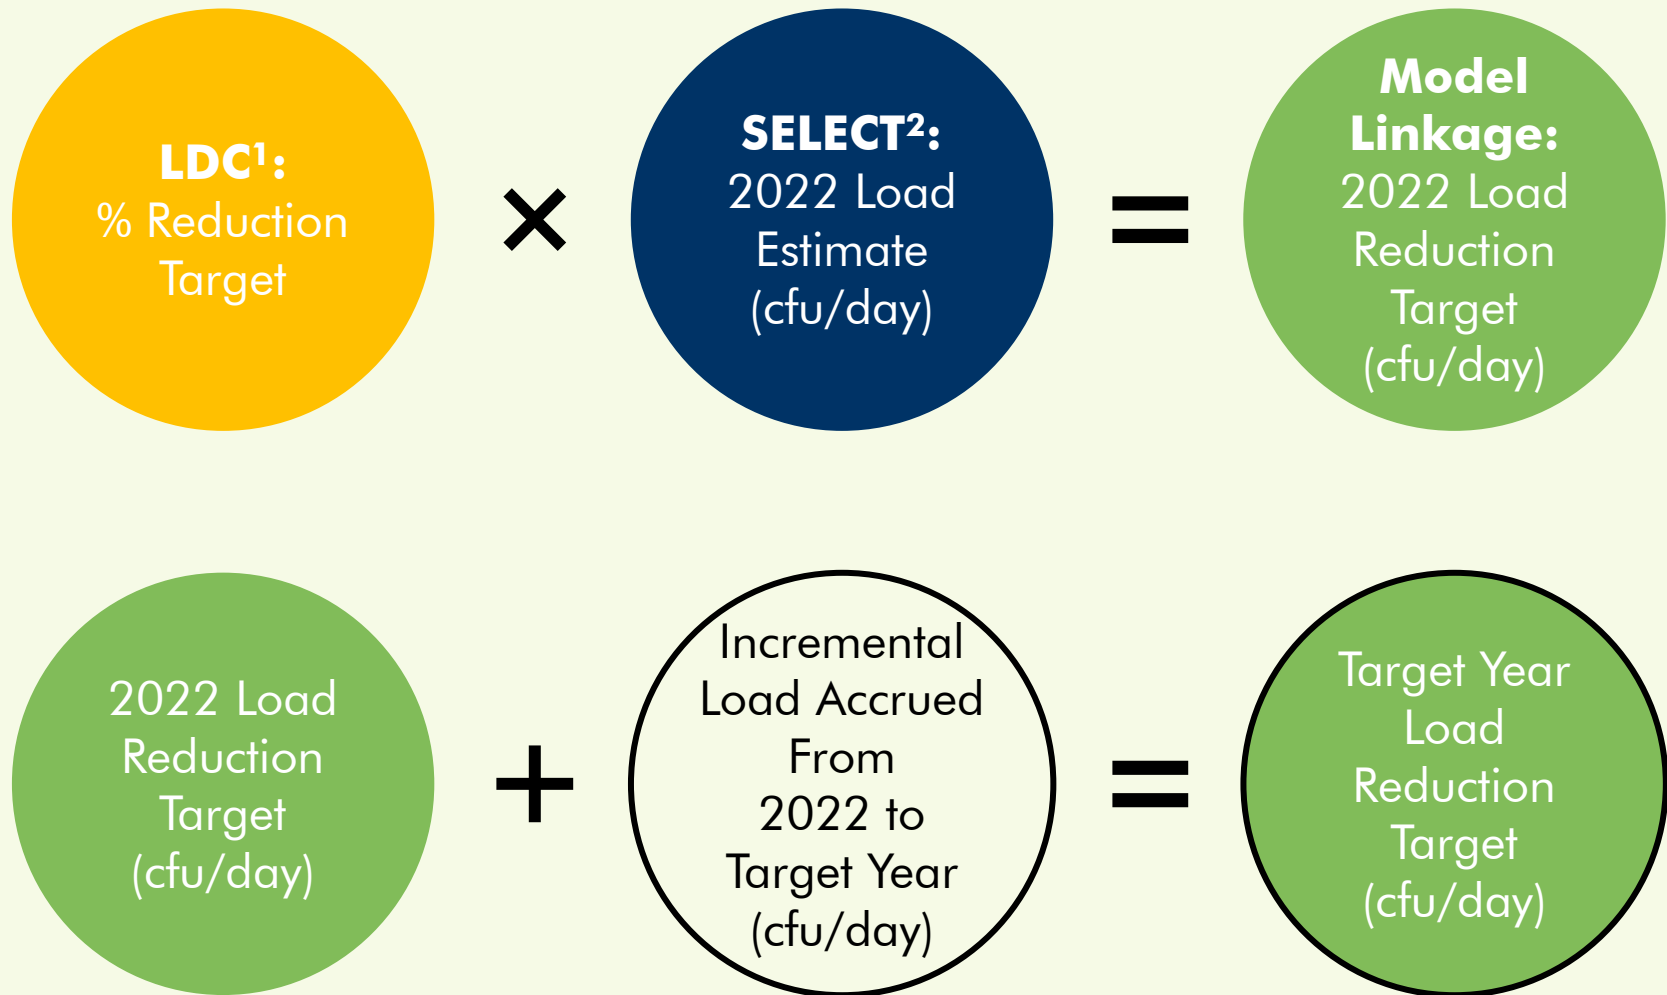 LDC¹:
% Reduction
Target
×
SELECT²:
2022 Load
Estimate
(cfu/day)
=
Model
Linkage:
2022 Load
Reduction
Target
(cfu/day)
2022 Load
Reduction
Target
(cfu/day)
+
Incremental
Load Accrued
From
2022 to
Target Year
(cfu/day)
=
Target Year
Load
Reduction
Target
(cfu/day)